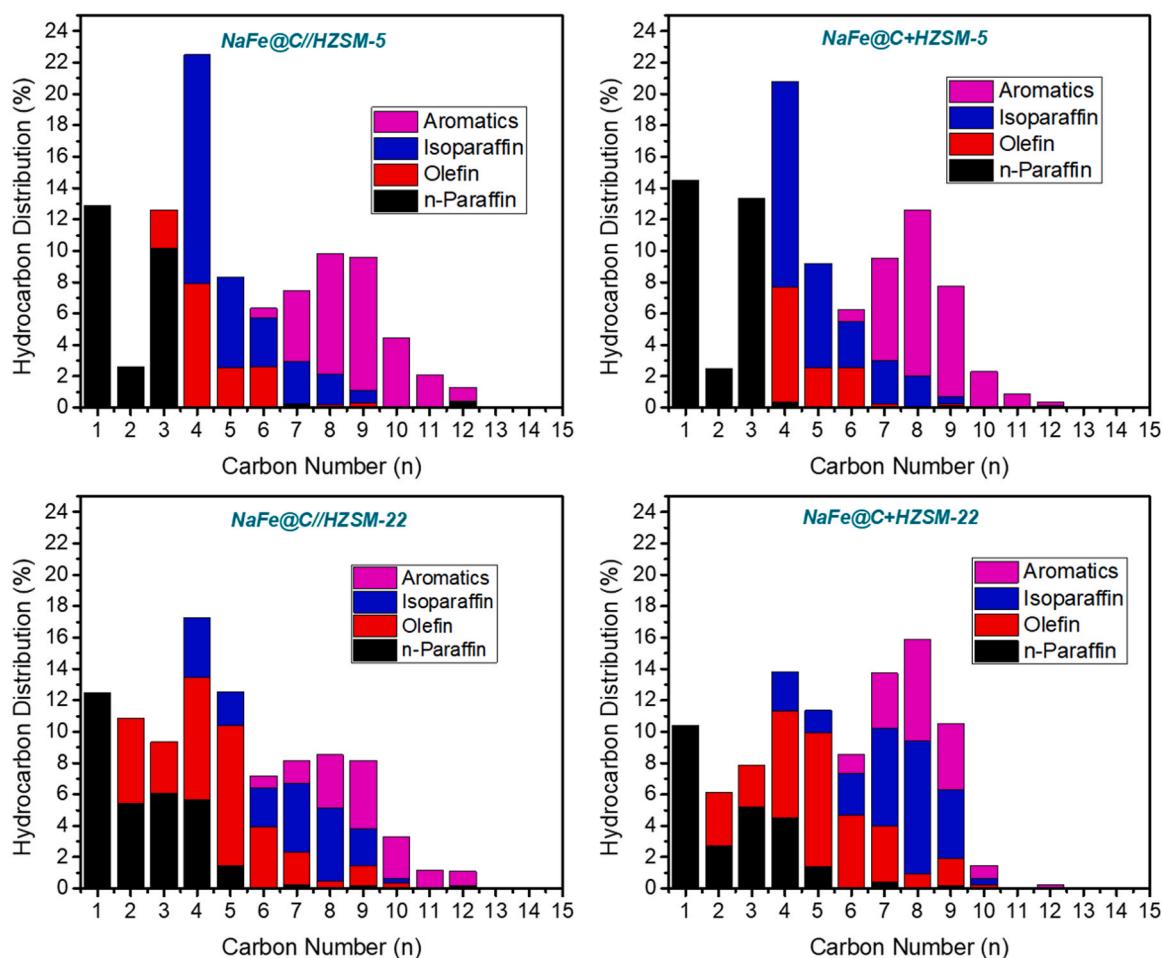 NaFe@C//HZSM-5
Hydrocarbon Distribution (%)
24
22
20
18
16
14
12
10
8
6
4
2
0
Aromatics
Isoparaffin
Olefin
n-Paraffin
1 2 3 4 5 6 7 8 9 10 11 12 13 14 15
Carbon Number (n)
NaFe@C+HZSM-5
Hydrocarbon Distribution (%)
24
22
20
18
16
14
12
10
8
6
4
2
0
Aromatics
Isoparaffin
Olefin
n-Paraffin
1 2 3 4 5 6 7 8 9 10 11 12 13 14 15
Carbon Number (n)
NaFe@C//HZSM-22
Hydrocarbon Distribution (%)
24
22
20
18
16
14
12
10
8
6
4
2
0
Aromatics
Isoparaffin
Olefin
n-Paraffin
1 2 3 4 5 6 7 8 9 10 11 12 13 14 15
Carbon Number (n)
NaFe@C+HZSM-22
Hydrocarbon Distribution (%)
24
22
20
18
16
14
12
10
8
6
4
2
0
Aromatics
Isoparaffin
Olefin
n-Paraffin
1 2 3 4 5 6 7 8 9 10 11 12 13 14 15
Carbon Number (n)